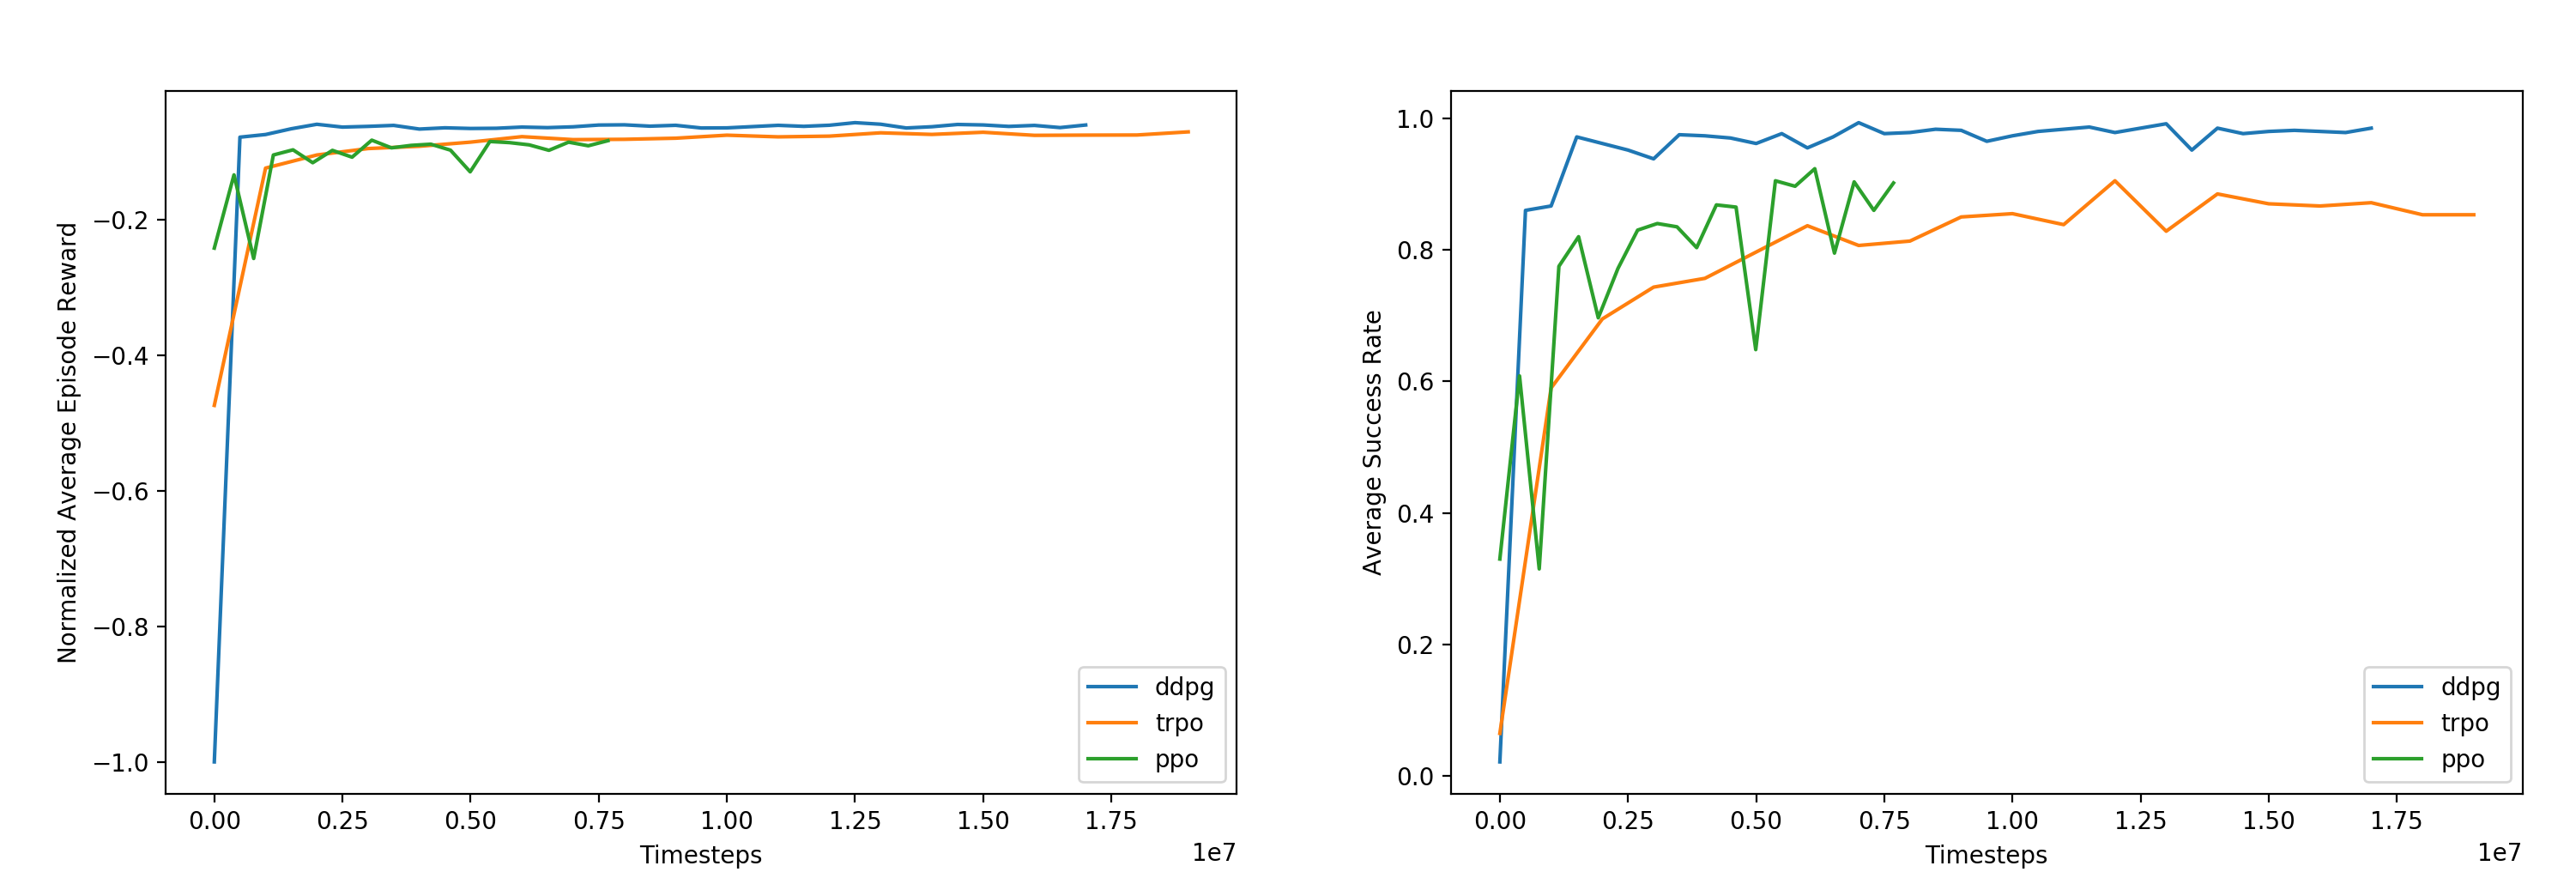 Normalized Average Episode Reward
−0.2
−0.4
−0.6
−0.8
−1.0
0.00 0.25 0.50 0.75 1.00 1.25 1.50 1.75
Timesteps
1e7
ddpg
trpo
ppo
Average Success Rate
1.0
0.8
0.6
0.4
0.2
0.0
0.00 0.25 0.50 0.75 1.00 1.25 1.50 1.75
Timesteps
1e7
ddpg
trpo
ppo